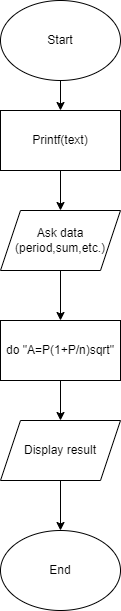 Start
Printf(text)
Ask data
(period,sum,etc.)
do "A=P(1+P/n)sqrt"
Display result
End